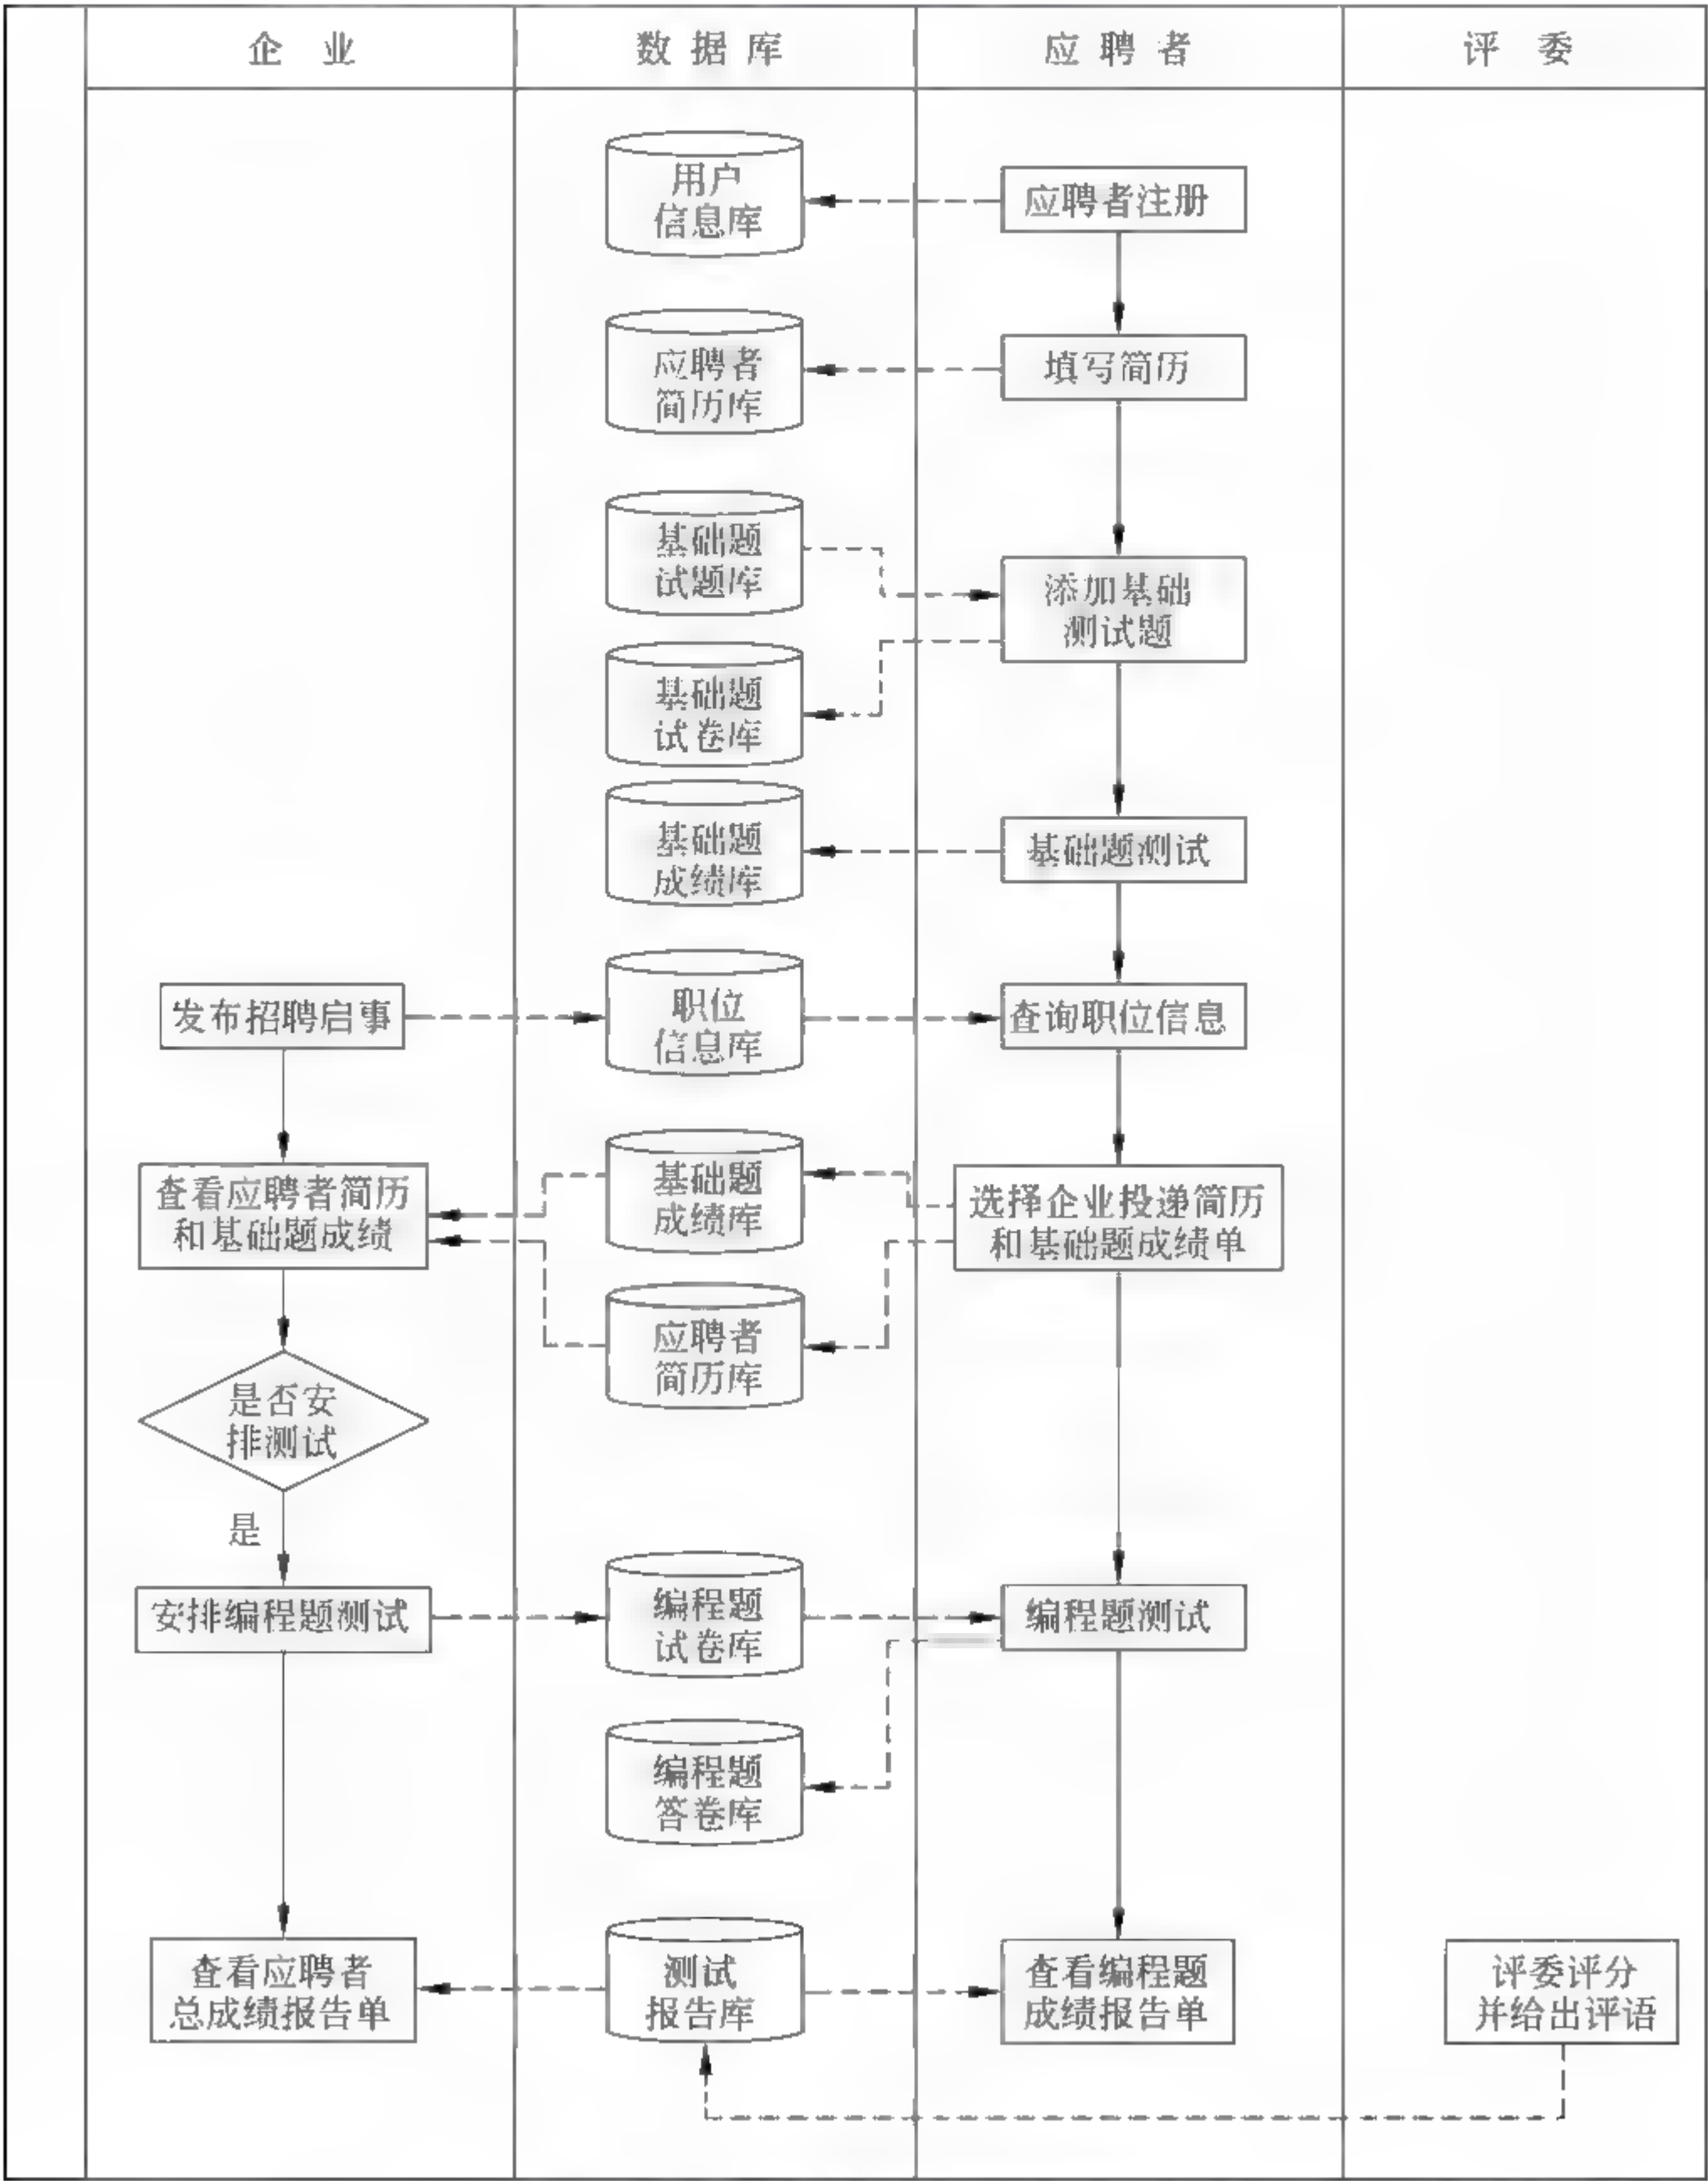 企 业
数 据 库
应 聘 者
评 委
用户
信息库
应聘者注册
应聘者
简历库
填写简历
基础题
试题库
添加基础
测试题
基础题
试卷库
基础题
成绩库
基础题测试
发布招聘启事
职位
信息库
查询职位信息
查看应聘者简历
和基础题成绩
基础题
成绩库
选择企业投递简历
和基础题成绩单
应聘者
简历库
是否安
排测试
是
安排编程题测试
编程题
试卷库
编程题测试
编程题
答卷库
查看应聘者
总成绩报告单
测试
报告库
查看编程题
成绩报告单
评委评分
并给出评语